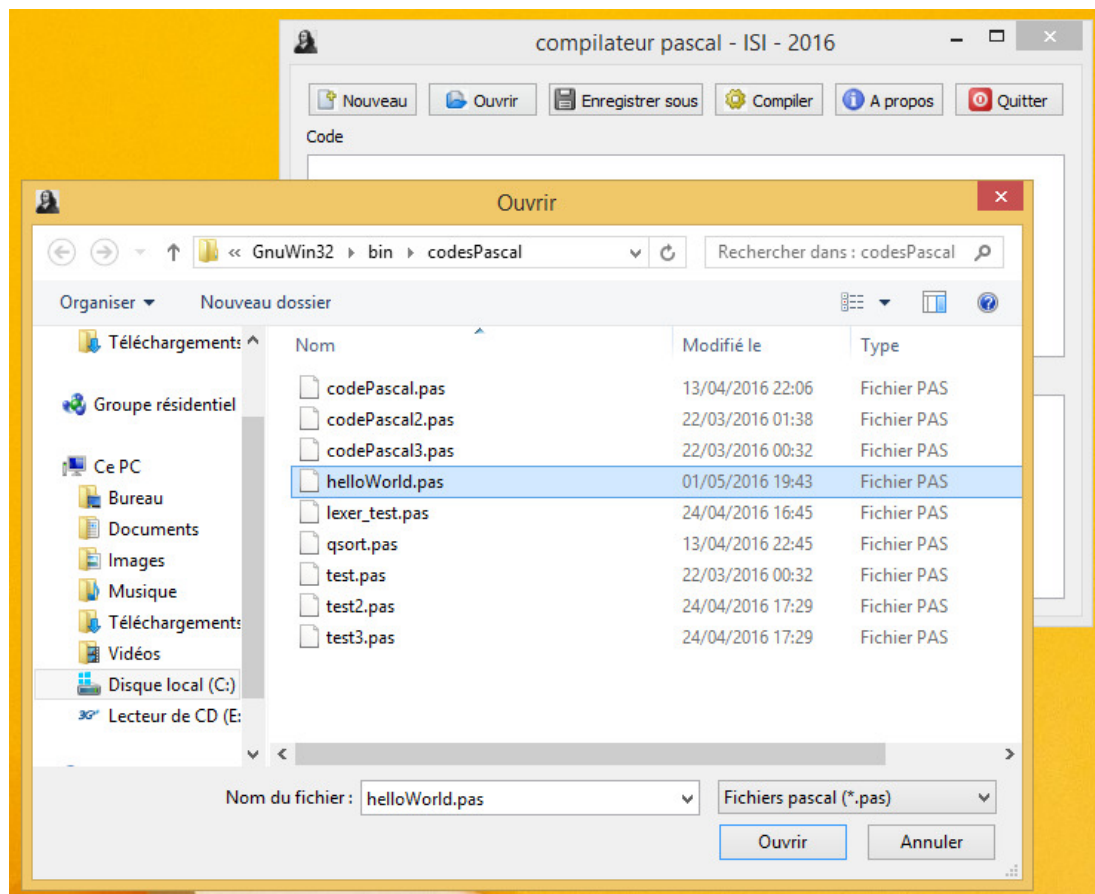 compilateur pascal - ISI - 2016
Nouveau Ouvrir Enregistrer sous Compiler A propos Quitter
Code
Ouvrir
« GnuWin32 bin codesPascal Rechercher dans : codesPascal
Organiser Nouveau dossier
Téléchargements
Groupe résidentiel
Ce PC
Bureau
Documents
Images
Musique
Téléchargements
Vidéos
Disque local (C:)
Lecteur de CD (E:
Nom Modifié le Type
codePascal.pas 13/04/2016 22:06 Fichier PAS
codePascal2.pas 22/03/2016 01:38 Fichier PAS
codePascal3.pas 22/03/2016 00:32 Fichier PAS
helloWorld.pas 01/05/2016 19:43 Fichier PAS
lexer_test.pas 24/04/2016 16:45 Fichier PAS
qsort.pas 13/04/2016 22:45 Fichier PAS
test.pas 22/03/2016 00:32 Fichier PAS
test2.pas 24/04/2016 17:29 Fichier PAS
test3.pas 24/04/2016 17:29 Fichier PAS
Nom du fichier : helloWorld.pas Fichiers pascal (*.pas)
Ouvrir Annuler